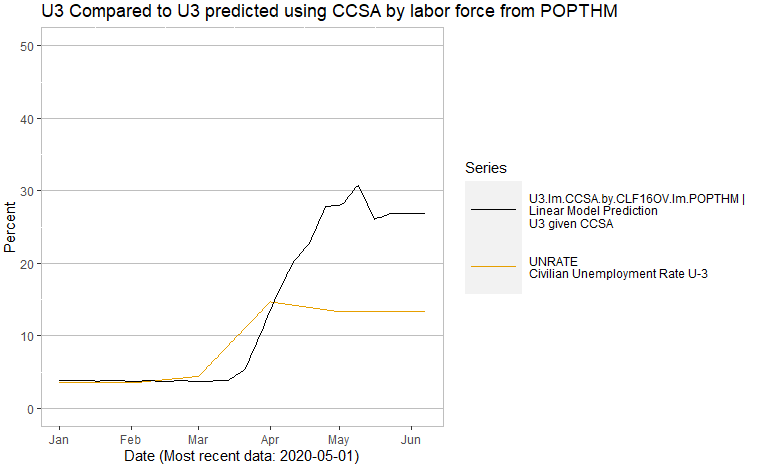 U3 Compared to U3 predicted using CCSA by labor force from POPTHM
50
40
30
20
10
0
Percent
Jan Feb Mar Apr May Jun
Date (Most recent data: 2020-05-01)
Series
U3.lm.CCSA.by.CLF16OV.lm.POPTHM |
Linear Model Prediction
U3 given CCSA
UNRATE
Civilian Unemployment Rate U-3